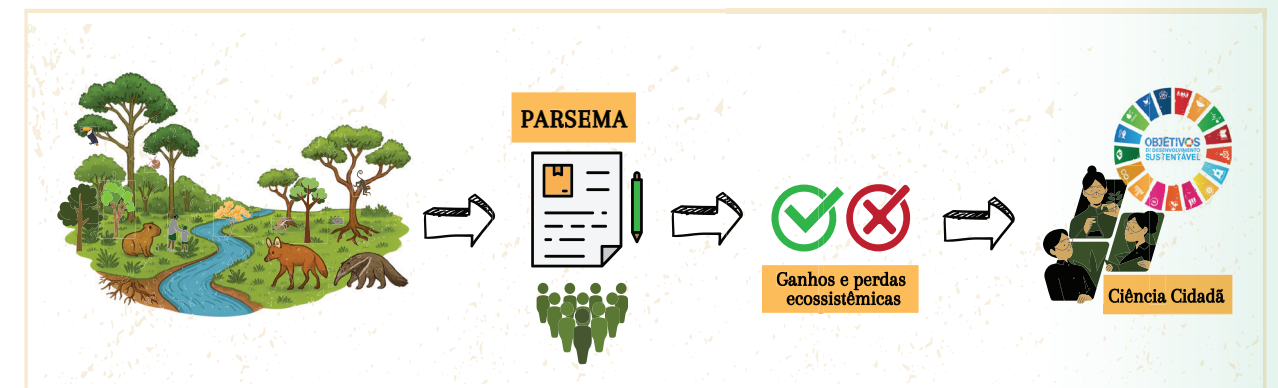 PARSEMA
Ganhos e perdas
ecossistêmicas
OBJETIVOS
DE DESENVOLVIMENTO
SUSTENTÁVEL
Ciência Cidadã